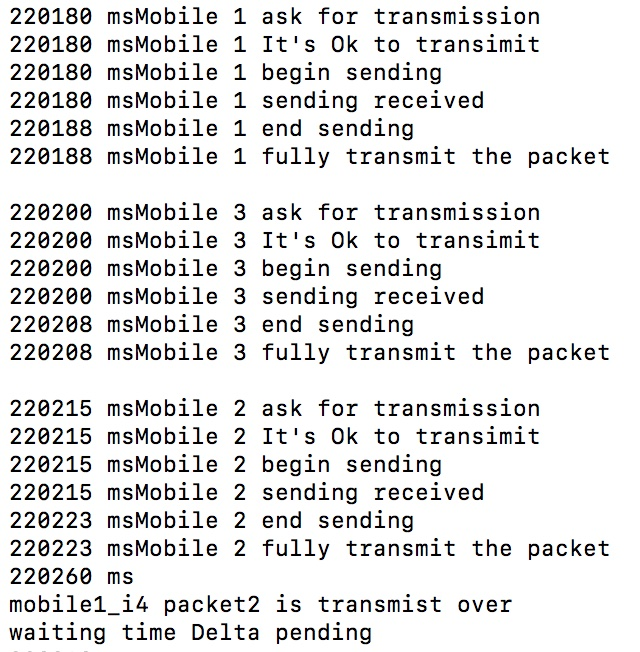 220180 msMobile 1 ask for transmission
220180 msMobile 1 It's Ok to transimit
220180 msMobile 1 begin sending
220180 msMobile 1 sending received
220188 msMobile 1 end sending
220188 msMobile 1 fully transmit the packet
220200 msMobile 3 ask for transmission
220200 msMobile 3 It's Ok to transimit
220200 msMobile 3 begin sending
220200 msMobile 3 sending received
220208 msMobile 3 end sending
220208 msMobile 3 fully transmit the packet
220215 msMobile 2 ask for transmission
220215 msMobile 2 It's Ok to transimit
220215 msMobile 2 begin sending
220215 msMobile 2 sending received
220223 msMobile 2 end sending
220223 msMobile 2 fully transmit the packet
220260 ms
mobile1_i4 packet2 is transmist over
waiting time Delta pending